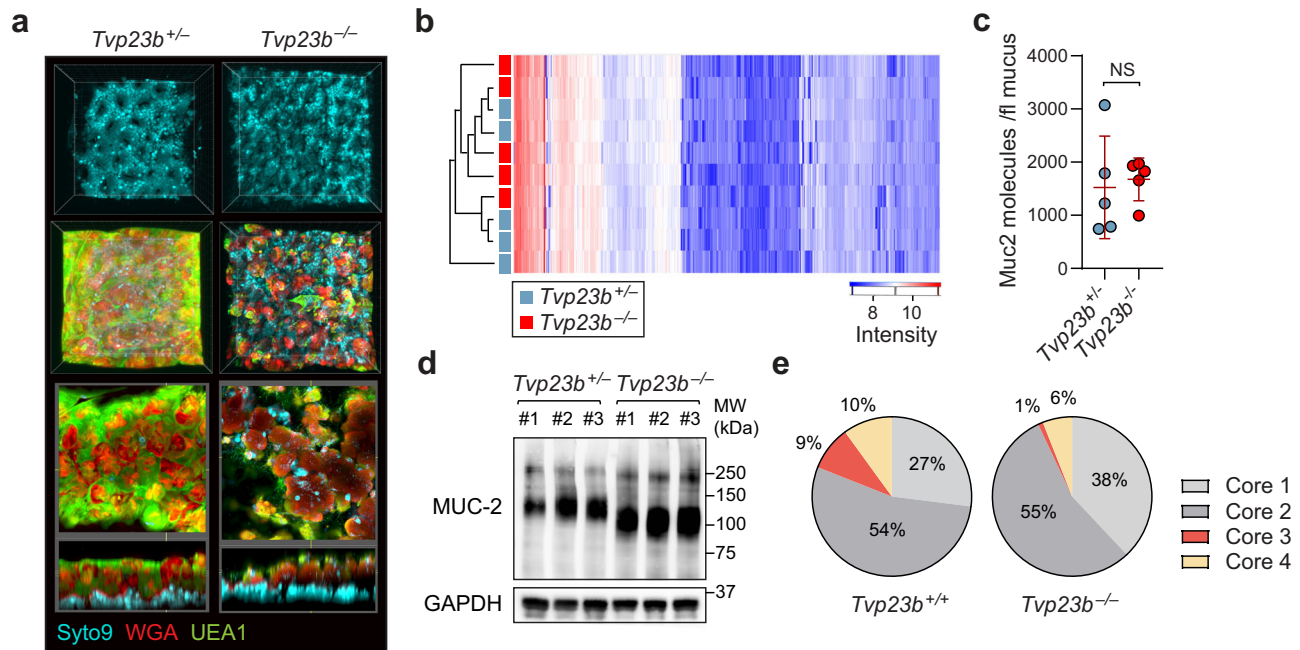 a
Tvp23b+/− Tvp23b−/−
Syto9 WGA UEA1
b
Tvp23b+/−
Tvp23b−/−
8 10
Intensity
c
NS
Muc2 molecules /fl mucus
4000
3000
2000
1000
0
Tvp23b+/−
Tvp23b-/-
d
Tvp23b+/− Tvp23b−/−
#1 #2 #3 #1 #2 #3
MW
(kDa)
MUC-2
250
150
100
75
37
GAPDH
e
10%
9%
27%
54%
Tvp23b+/+
1%
6%
38%
55%
Tvp23b−/−
Core 1
Core 2
Core 3
Core 4